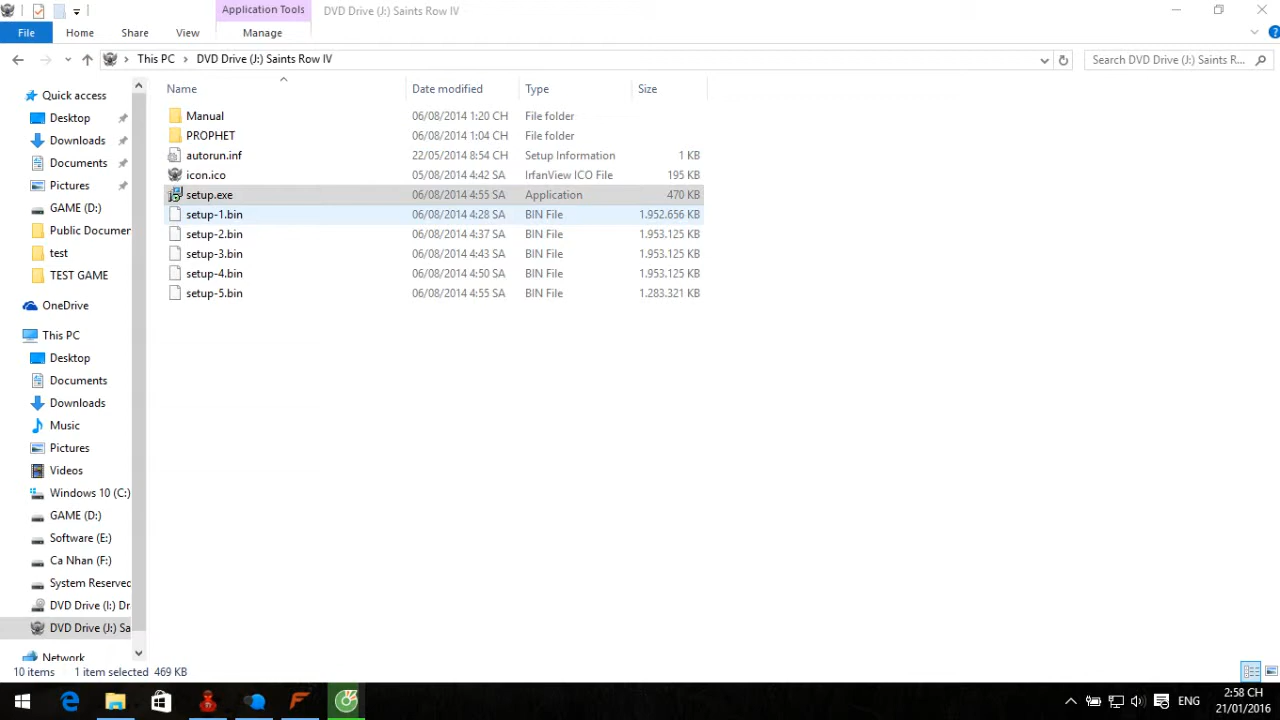 Application Tools
DVD Drive (J:) Saints Row IV
File
Home
Share
View
Manage
This PC
DVD Drive (J:) Saints Row IV
Search DVD Drive (J:) Saints R...
Name
Date modified
Type
Size
Manual 06/08/2014 1:20 CH File folder
PROPHET 06/08/2014 1:04 CH File folder
autorun.inf 22/05/2014 8:54 CH Setup Information 1 KB
icon.ico 05/08/2014 4:42 SA IrfanView ICO File 195 KB
setup.exe 06/08/2014 4:55 SA Application 470 KB
setup-1.bin 06/08/2014 4:28 SA BIN File 1.952.656 KB
setup-2.bin 06/08/2014 4:37 SA BIN File 1.953.125 KB
setup-3.bin 06/08/2014 4:43 SA BIN File 1.953.125 KB
setup-4.bin 06/08/2014 4:50 SA BIN File 1.953.125 KB
setup-5.bin 06/08/2014 4:55 SA BIN File 1.283.321 KB
Quick access
Desktop
Downloads
Documents
Pictures
GAME (D:)
Public Documer
test
TEST GAME
OneDrive
This PC
Desktop
Documents
Downloads
Music
Pictures
Videos
Windows 10 (C:)
GAME (D:)
Software (E:)
Ca Nhan (F:)
System Reserved
DVD Drive (I:) Dr
DVD Drive (J:) Sa
Network
10 items
1 item selected 469 KB
ENG
2:58 CH
21/01/2016